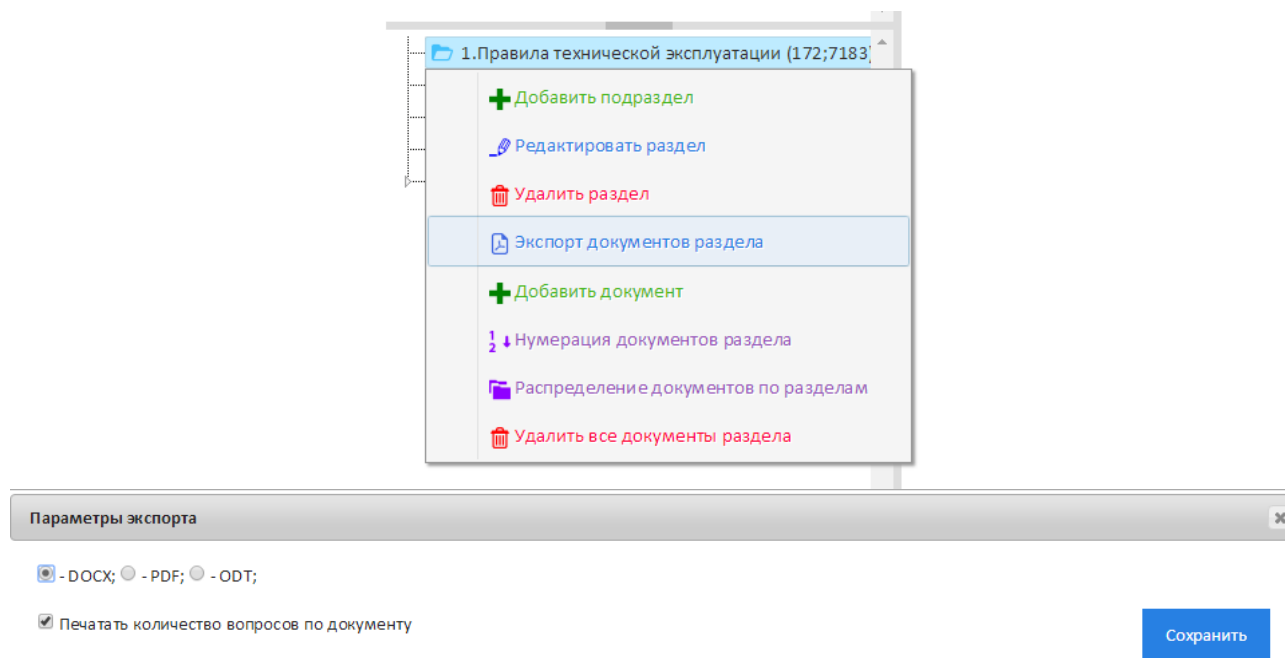 1.Правила технической эксплуатации (172;7183)
Добавить подраздел
Редактировать раздел
Удалить раздел
Экспорт документов раздела
Добавить документ
Нумерация документов раздела
Распределение документов по разделам
Удалить все документы раздела
Параметры экспорта
- DOCX; - PDF; - ODT;
Печатать количество вопросов по документу
Сохранить